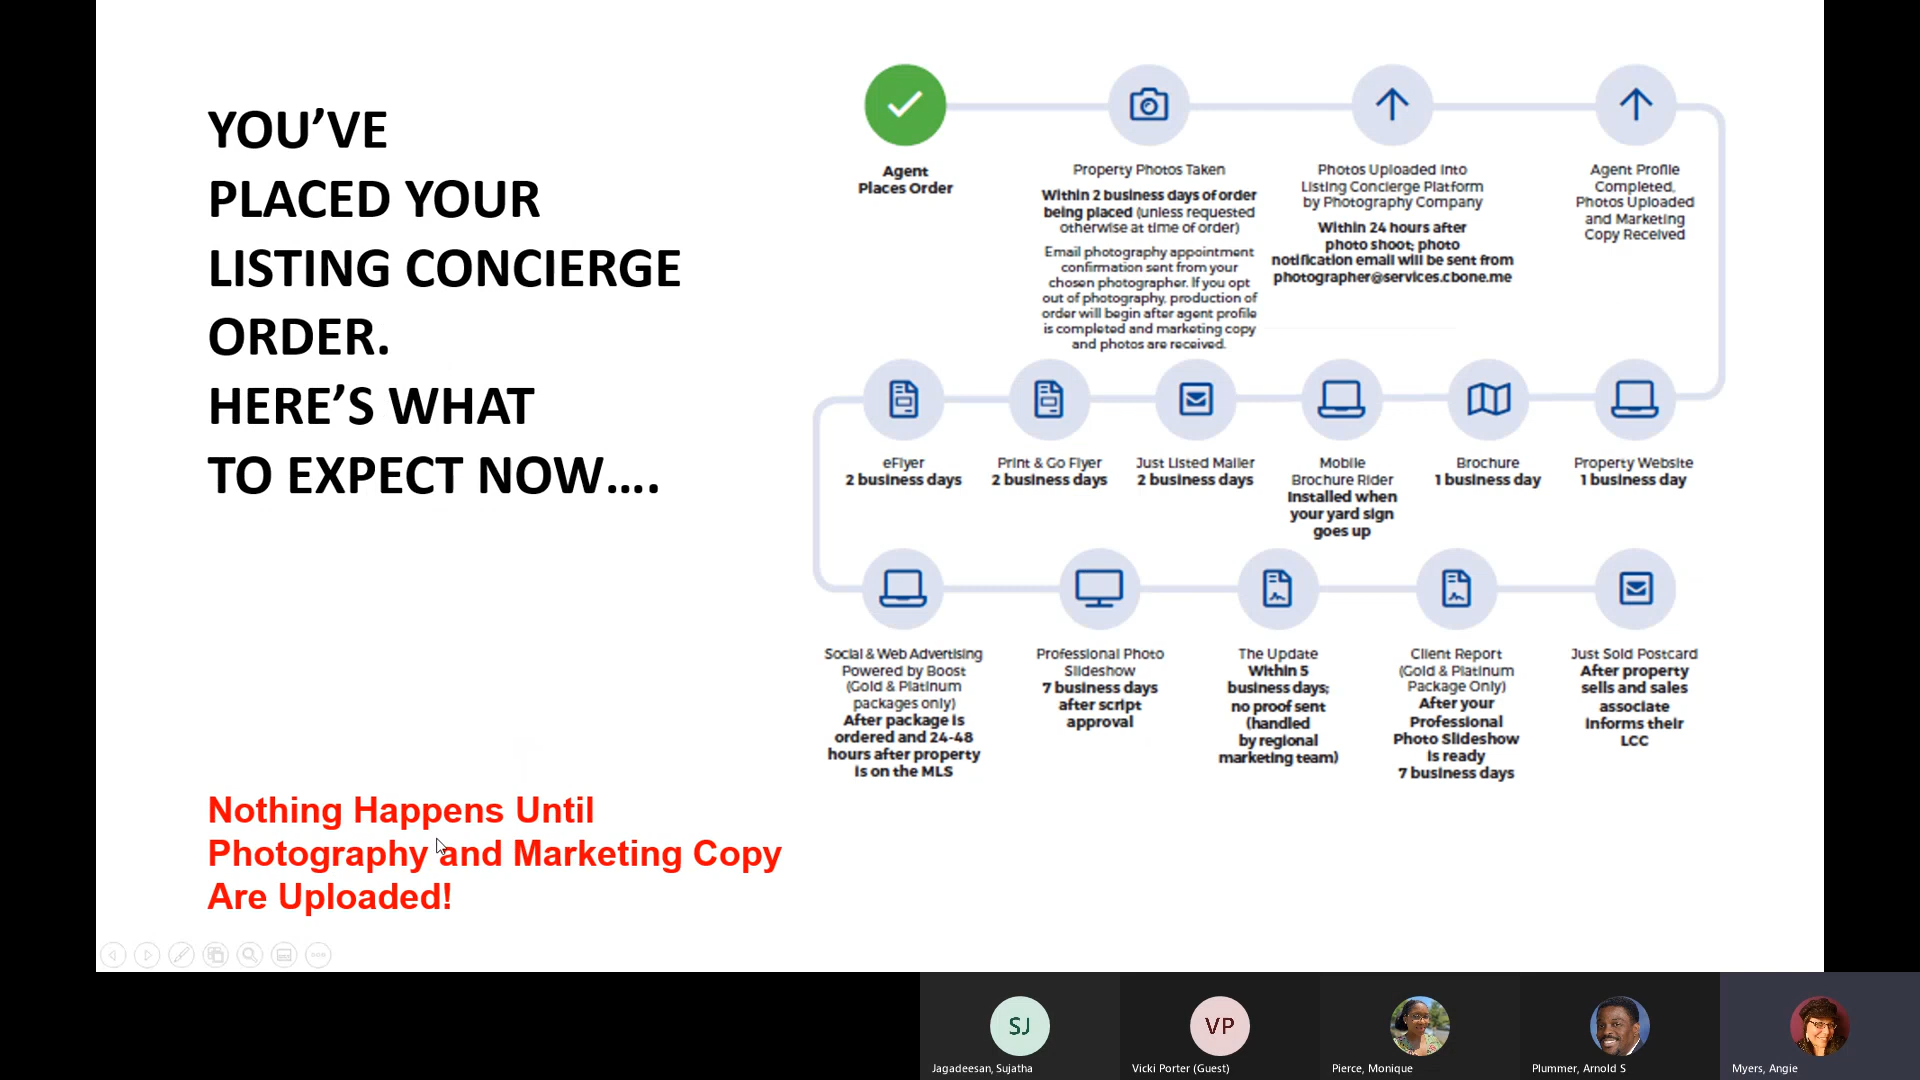 YOU’VE
PLACED YOUR
LISTING CONCIERGE
ORDER.
HERE’S WHAT
TO EXPECT NOW....
Nothing Happens Until
Photography and Marketing Copy
Are Uploaded!
Agent
Places Order
Property Photos Taken
Within 2 business days of order
being placed (unless requested
otherwise at time of order)
Email photography appointment
confirmation sent from your
chosen photographer. If you opt
out of photography, production of
order will begin after agent profile
is completed and marketing copy
and photos are received.
Photos Uploaded Into
Listing Concierge Platform
by Photography Company
Within 24 hours after
photo shoot; photo
notification email will be sent from
photographer@services.cbone.me
Agent Profile
Completed,
Photos Uploaded
and Marketing
Copy Received
eFlyer
2 business days
Print & Go Flyer
2 business days
Just Listed Mailer
2 business days
Mobile
Brochure Rider
Installed when
your yard sign
goes up
Brochure
1 business day
Property Website
1 business day
Social & Web Advertising
Powered by Boost
(Gold & Platinum
packages only)
After package is
ordered and 24-48
hours after property
is on the MLS
Professional Photo
Slideshow
7 business days
after script
approval
The Update
Within 5
business days;
no proof sent
(handled
by regional
marketing team)
Client Report
(Gold & Platinum
Package Only)
After your
Professional
Photo Slideshow
is ready
7 business days
Just Sold Postcard
After property
sells and sales
associate
informs their
LCC
SJ
Jagadeesan, Sujatha
VP
Vicki Porter (Guest)
Pierce, Monique
Plummer, Arnold S
Myers, Angie